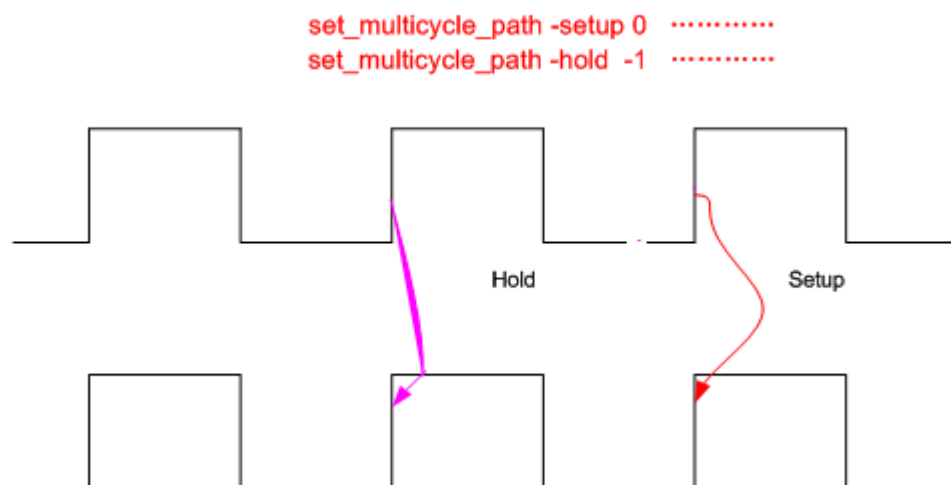 set_multicycle_path -setup 0 ............
set_multicycle_path -hold -1 ............
Hold
Setup